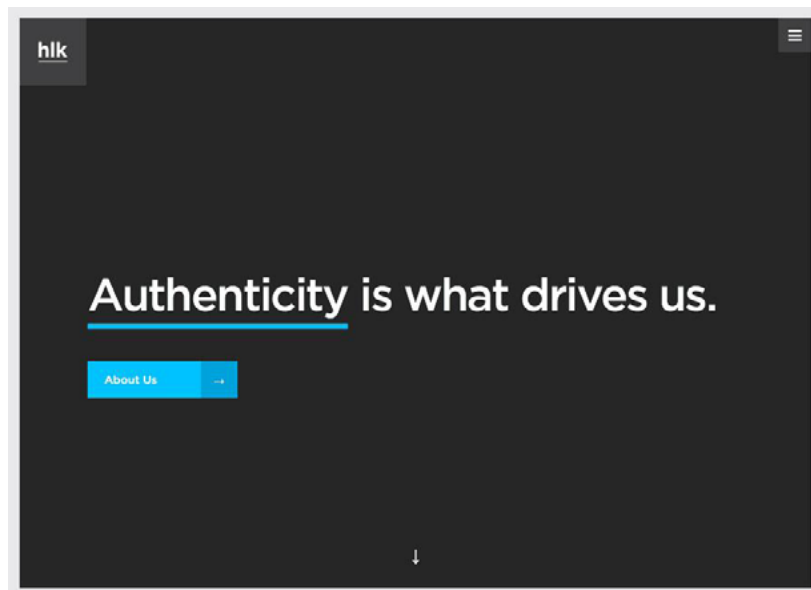 hlk
Authenticity is what drives us.
About Us →
↓